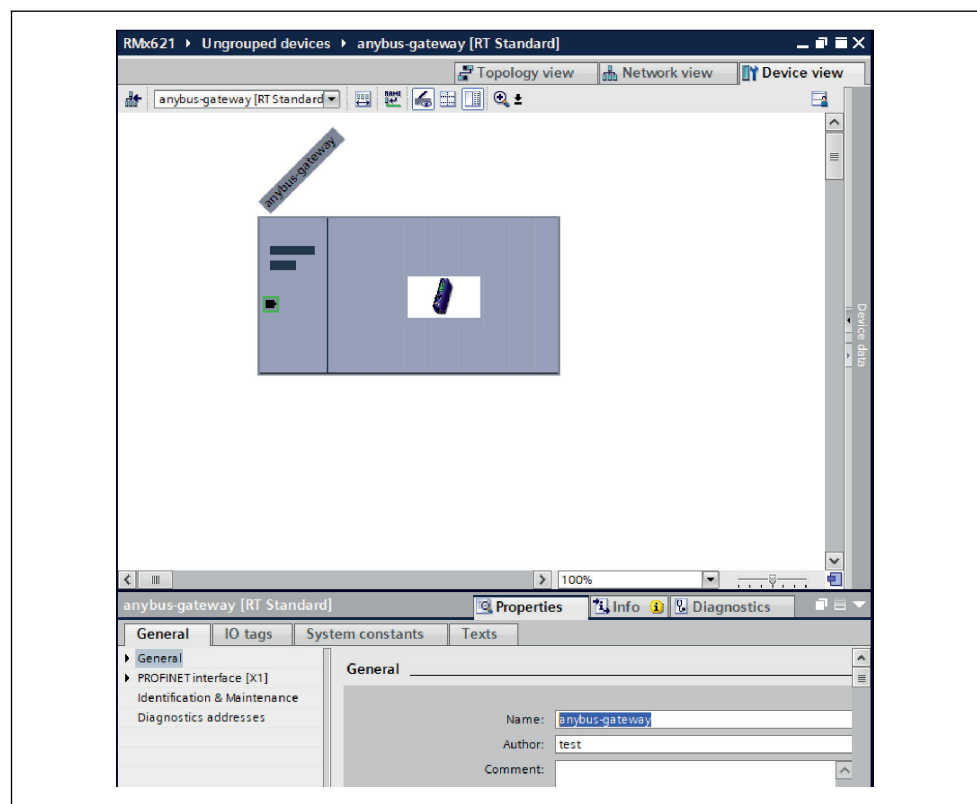 RMx621 ▸ Ungrouped devices ▸ anybus-gateway [RT Standard]
Topology view Network view Device view
anybus-gateway [RT Standard
NAME
anybus-gateway
Device data
100%
anybus-gateway [RT Standard]
Properties Info Diagnostics
General IO tags System constants Texts
General
PROFINET interface [X1]
Identification & Maintenance
Diagnostics addresses
General
Name: anybus-gateway
Author: test
Comment: